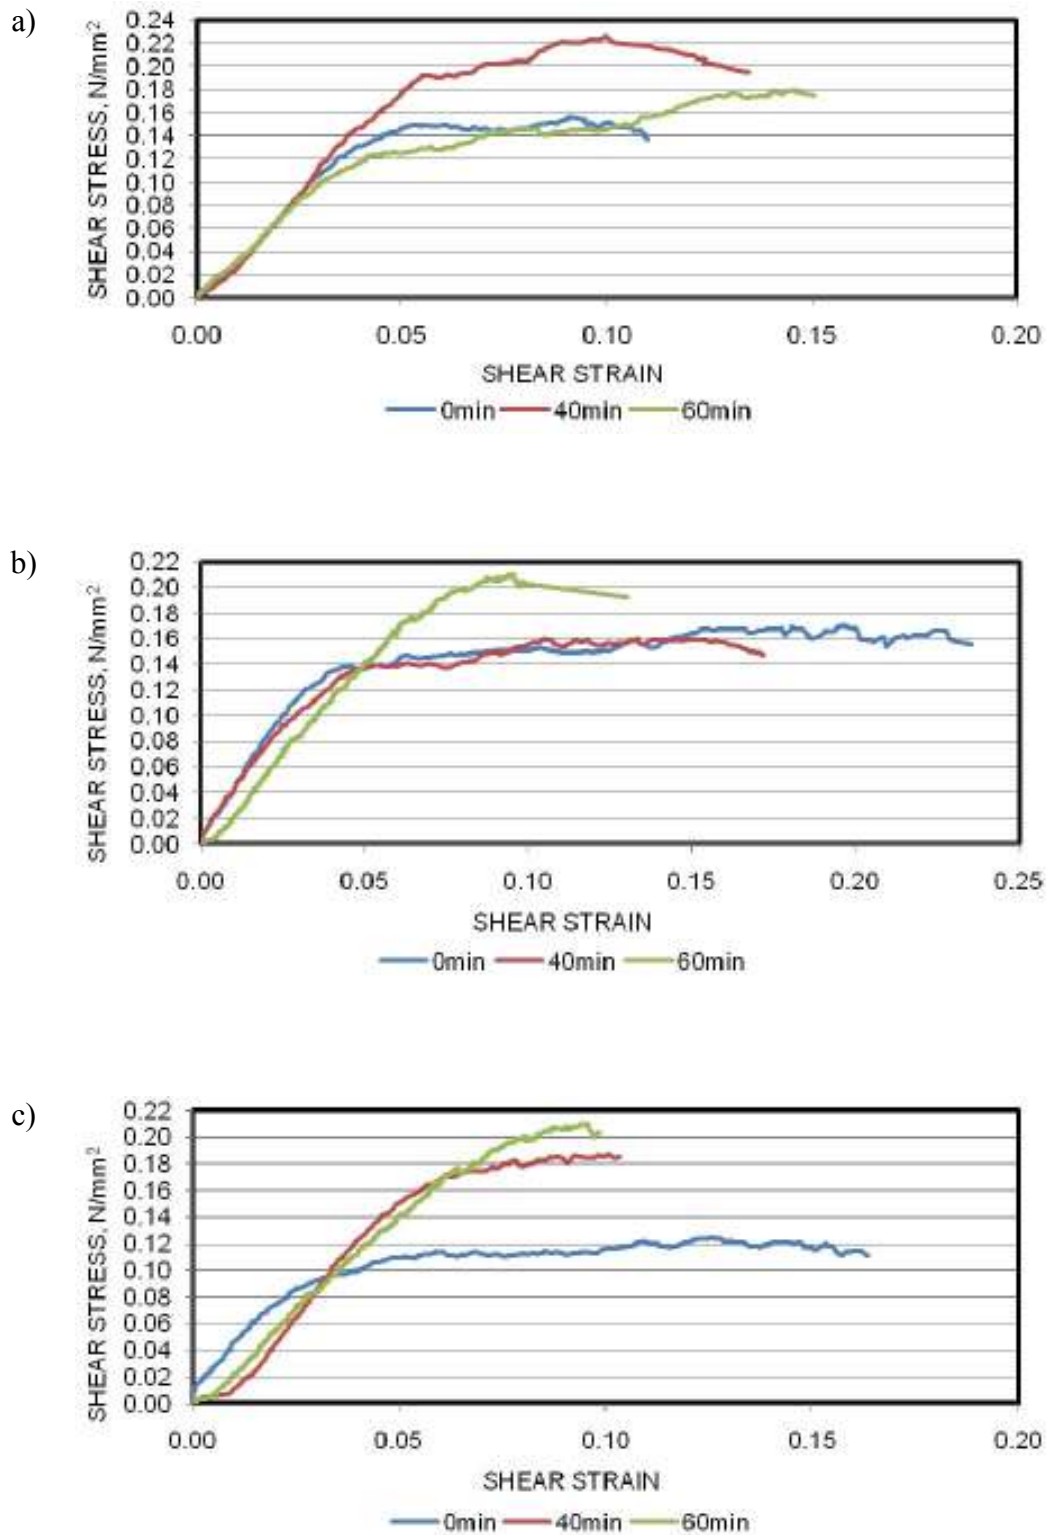 a)
SHEAR STRESS, N/mm²
0.24
0.22
0.20
0.18
0.16
0.14
0.12
0.10
0.08
0.06
0.04
0.02
0.00
0.00 0.05 0.10 0.15 0.20
SHEAR STRAIN
0min 40min 60min
b)
SHEAR STRESS, N/mm²
0.22
0.20
0.18
0.16
0.14
0.12
0.10
0.08
0.06
0.04
0.02
0.00
0.00 0.05 0.10 0.15 0.20 0.25
SHEAR STRAIN
0min 40min 60min
c)
SHEAR STRESS, N/mm²
0.22
0.20
0.18
0.16
0.14
0.12
0.10
0.08
0.06
0.04
0.02
0.00
0.00 0.05 0.10 0.15 0.20
SHEAR STRAIN
0min 40min 60min